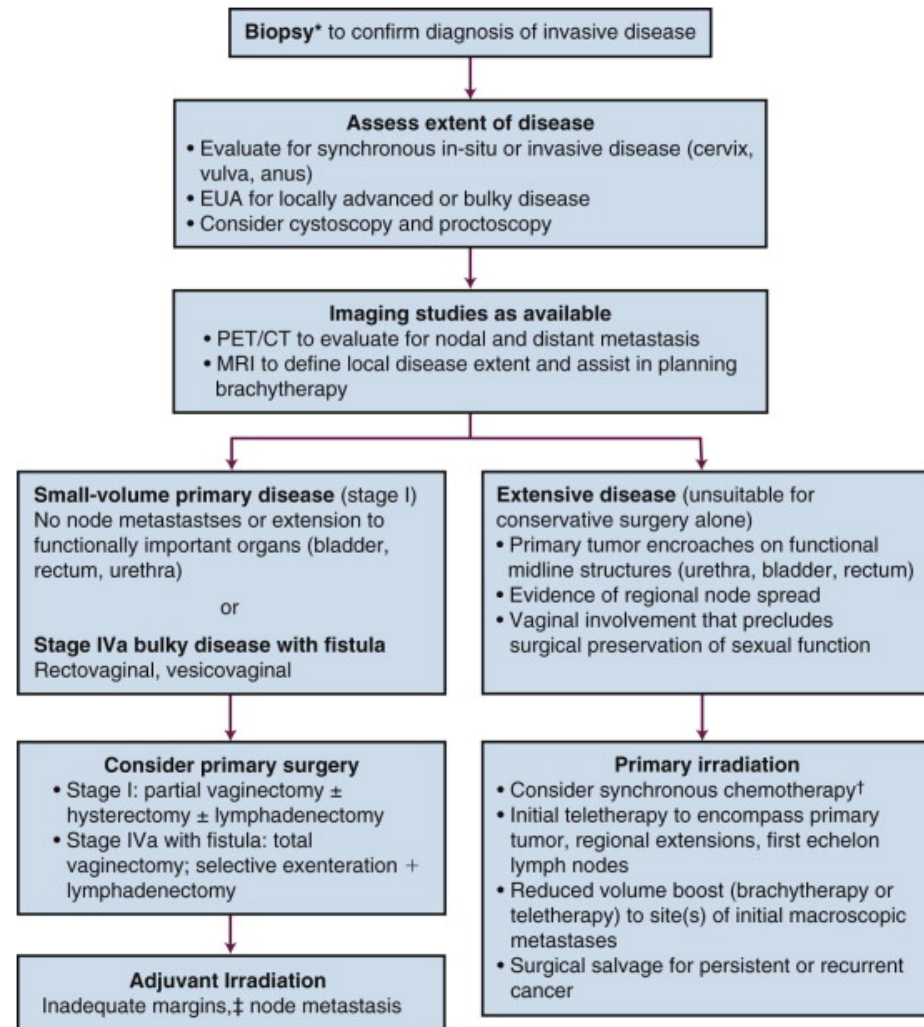 Biopsy* to confirm diagnosis of invasive disease
Assess extent of disease
• Evaluate for synchronous in-situ or invasive disease (cervix,
vulva, anus)
• EUA for locally advanced or bulky disease
• Consider cystoscopy and proctoscopy
Imaging studies as available
• PET/CT to evaluate for nodal and distant metastasis
• MRI to define local disease extent and assist in planning
brachytherapy
Small-volume primary disease (stage I)
No node metastastses or extension to
functionally important organs (bladder,
rectum, urethra)
or
Stage IVa bulky disease with fistula
Rectovaginal, vesicovaginal
Extensive disease (unsuitable for
conservative surgery alone)
• Primary tumor encroaches on functional
midline structures (urethra, bladder, rectum)
• Evidence of regional node spread
• Vaginal involvement that precludes
surgical preservation of sexual function
Consider primary surgery
• Stage I: partial vaginectomy ±
hysterectomy ± lymphadenectomy
• Stage IVa with fistula: total
vaginectomy; selective exenteration +
lymphadenectomy
Primary irradiation
• Consider synchronous chemotherapy†
• Initial teletherapy to encompass primary
tumor, regional extensions, first echelon
lymph nodes
• Reduced volume boost (brachytherapy or
teletherapy) to site(s) of initial macroscopic
metastases
• Surgical salvage for persistent or recurrent
cancer
Adjuvant Irradiation
Inadequate margins,‡ node metastasis